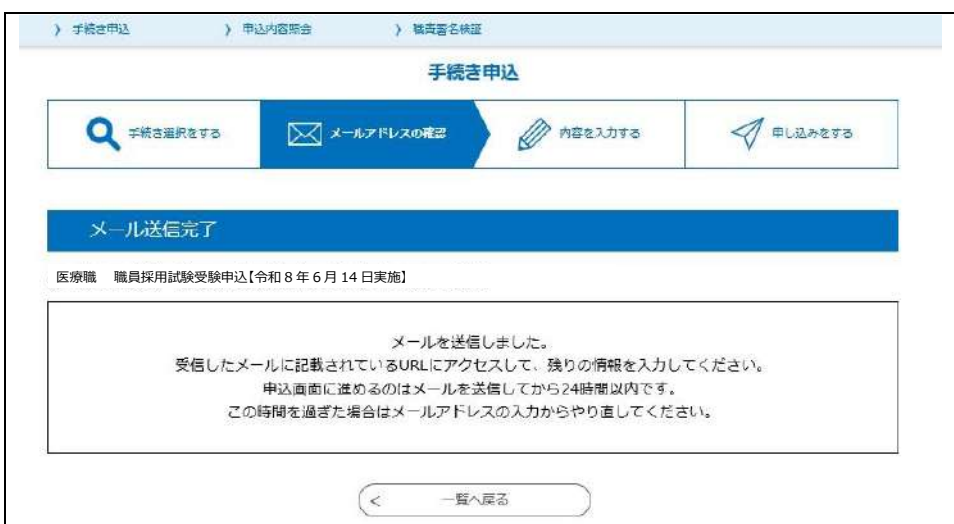 > 手続き申込 > 申込内容照会 > 職責署名検証
手続き申込
手続き選択をする メールアドレスの確認 内容を入力する 申し込みをする
メール送信完了
医療職 職員採用試験受験申込【令和8年6月14日実施】
メールを送信しました。
受信したメールに記載されているURLにアクセスして、残りの情報を入力してください。
申込画面に進めるのはメールを送信してから24時間以内です。
この時間を過ぎた場合はメールアドレスの入力からやり直してください。
< 一覧へ戻る